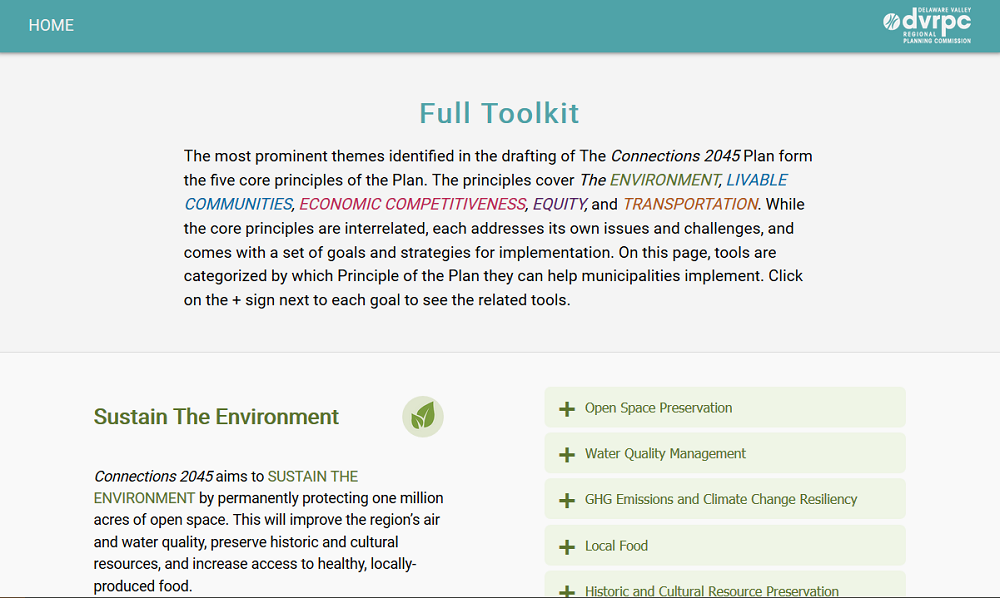 HOME
DELAWARE VALLEY
dvrpc
REGIONAL
PLANNING COMMISSION
Full Toolkit
The most prominent themes identified in the drafting of The Connections 2045 Plan form
the five core principles of the Plan. The principles cover The ENVIRONMENT, LIVABLE
COMMUNITIES, ECONOMIC COMPETITIVENESS, EQUITY, and TRANSPORTATION. While
the core principles are interrelated, each addresses its own issues and challenges, and
comes with a set of goals and strategies for implementation. On this page, tools are
categorized by which Principle of the Plan they can help municipalities implement. Click
on the + sign next to each goal to see the related tools.
Sustain The Environment
Connections 2045 aims to SUSTAIN THE
ENVIRONMENT by permanently protecting one million
acres of open space. This will improve the region's air
and water quality, preserve historic and cultural
resources, and increase access to healthy, locally-
produced food.
+ Open Space Preservation
+ Water Quality Management
+ GHG Emissions and Climate Change Resiliency
+ Local Food
+ Historic and Cultural Resource Preservation